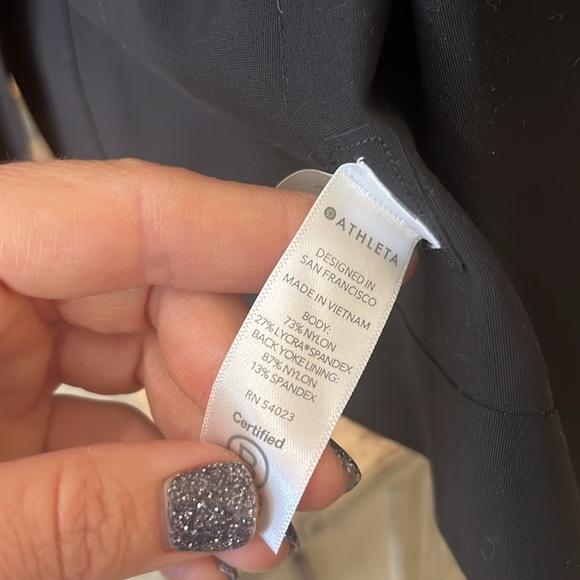 ATHLETA
DESIGNED IN
SAN FRANCISCO
MADE IN VIETNAM
BODY:
73% NYLON
27% LYCRA® SPANDEX
BACK YOKE LINING:
87% NYLON
13% SPANDEX
RN 54023
Certified
B